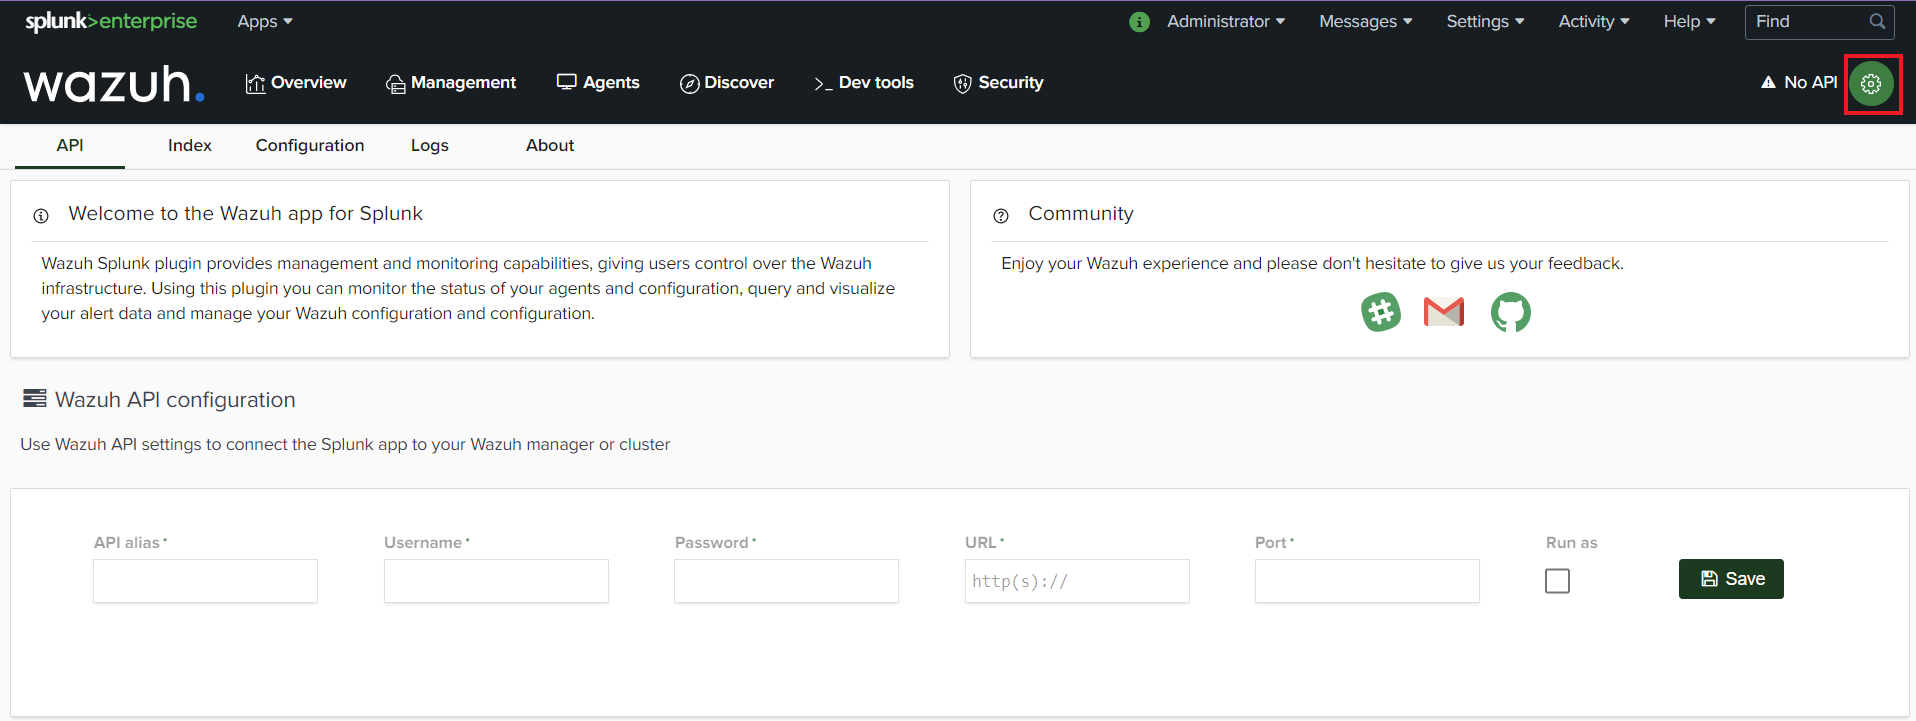 splunk>enterprise Apps Administrator Messages Settings Activity Help Find
wazuh. Overview Management Agents Discover >_ Dev tools Security No API
API Index Configuration Logs About
Welcome to the Wazuh app for Splunk
Wazuh Splunk plugin provides management and monitoring capabilities, giving users control over the Wazuh
infrastructure. Using this plugin you can monitor the status of your agents and configuration, query and visualize
your alert data and manage your Wazuh configuration and configuration.
Community
Enjoy your Wazuh experience and please don't hesitate to give us your feedback.
Wazuh API configuration
Use Wazuh API settings to connect the Splunk app to your Wazuh manager or cluster
API alias* Username* Password* URL* Port* Run as
http(s):// Save